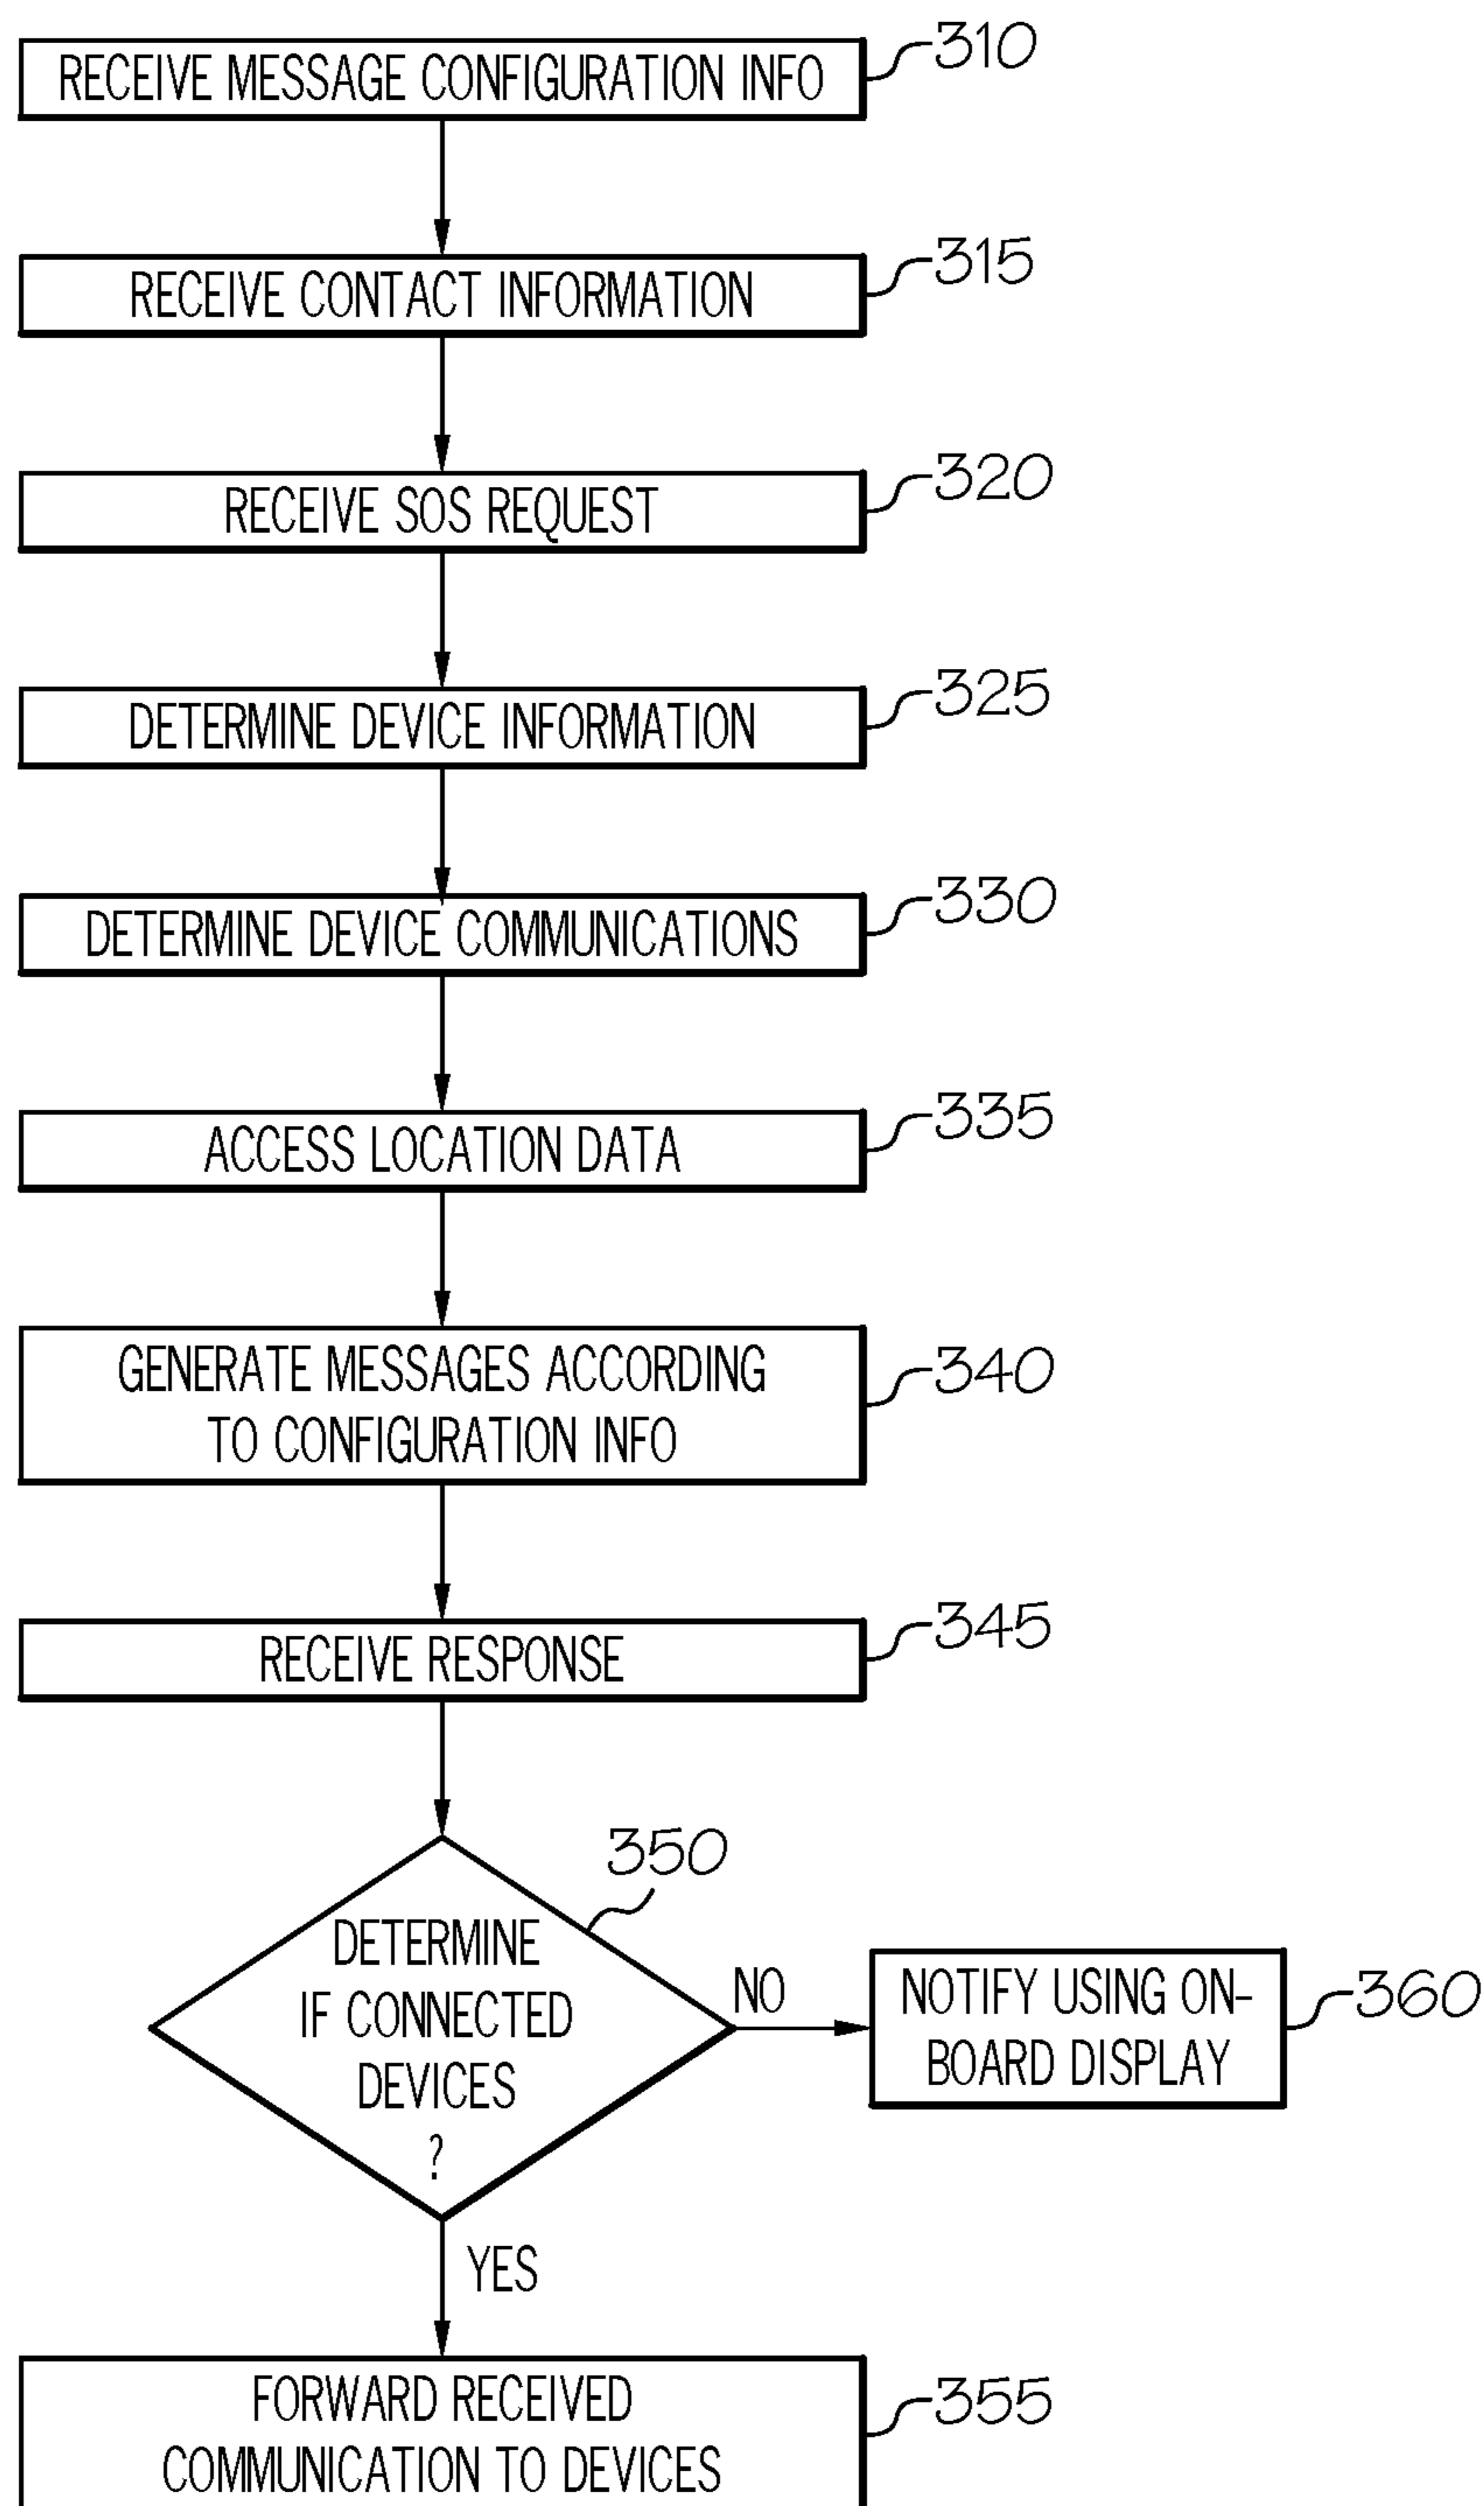 RECEIVE MESSAGE CONFIGURATION INFO
310
RECEIVE CONTACT INFORMATION
315
RECEIVE SOS REQUEST
320
DETERMINE DEVICE INFORMATION
325
DETERMINE DEVICE COMMUNICATIONS
330
ACCESS LOCATION DATA
335
GENERATE MESSAGES ACCORDING
TO CONFIGURATION INFO
340
RECEIVE RESPONSE
345
350
DETERMINE
IF CONNECTED
DEVICES
?
NO
NOTIFY USING ON-
BOARD DISPLAY
360
YES
FORWARD RECEIVED
COMMUNICATION TO DEVICES
355